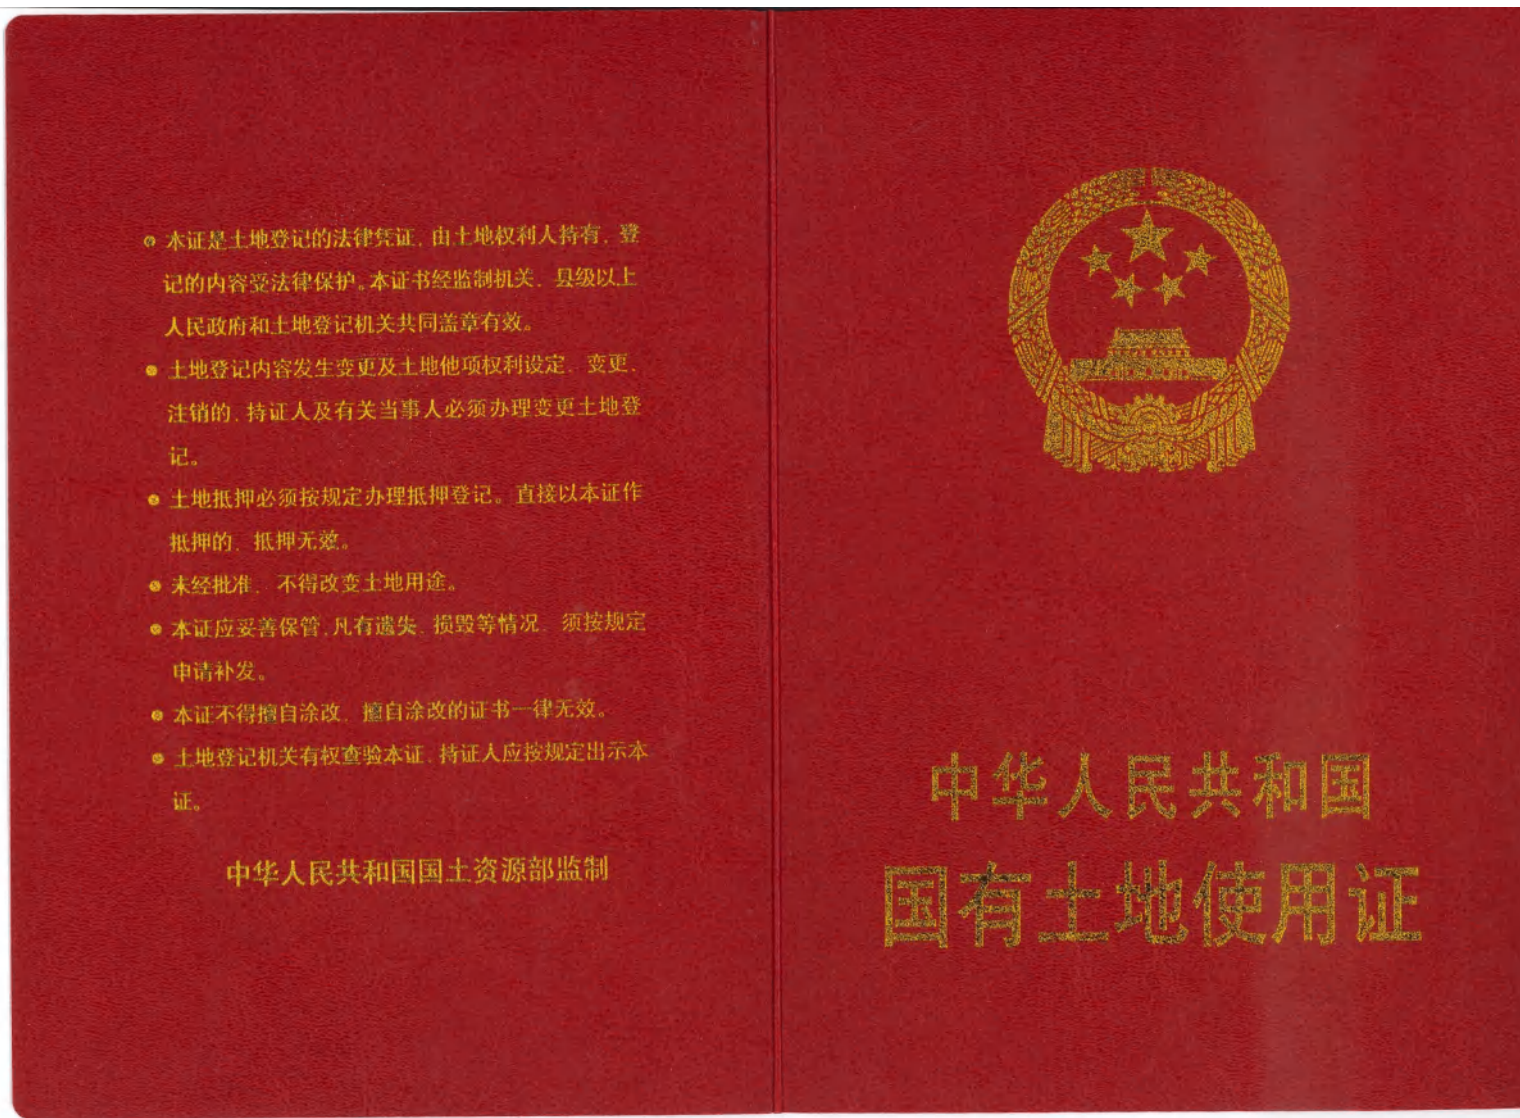 本证是土地登记的法律凭证、由土地权利人持有、登
记的内容受法律保护。本证书经监制机关、县级以上
人民政府和土地登记机关共同盖章有效。
土地登记内容发生变更及土地他项权利设定、变更、
注销的,持证人及有关当事人必须办理变更土地登
记。
土地抵押必须按规定办理抵押登记。直接以本证作
抵押的、抵押无效。
未经批准、不得改变土地用途。
本证应妥善保管,凡有遗失、损毁等情况、须按规定
申请补发。
本证不得擅自涂改、擅自涂改的证书一律无效。
土地登记机关有权查验本证,持证人应按规定出示本
证。
中华人民共和国国土资源部监制
中华人民共和国
国有土地使用证